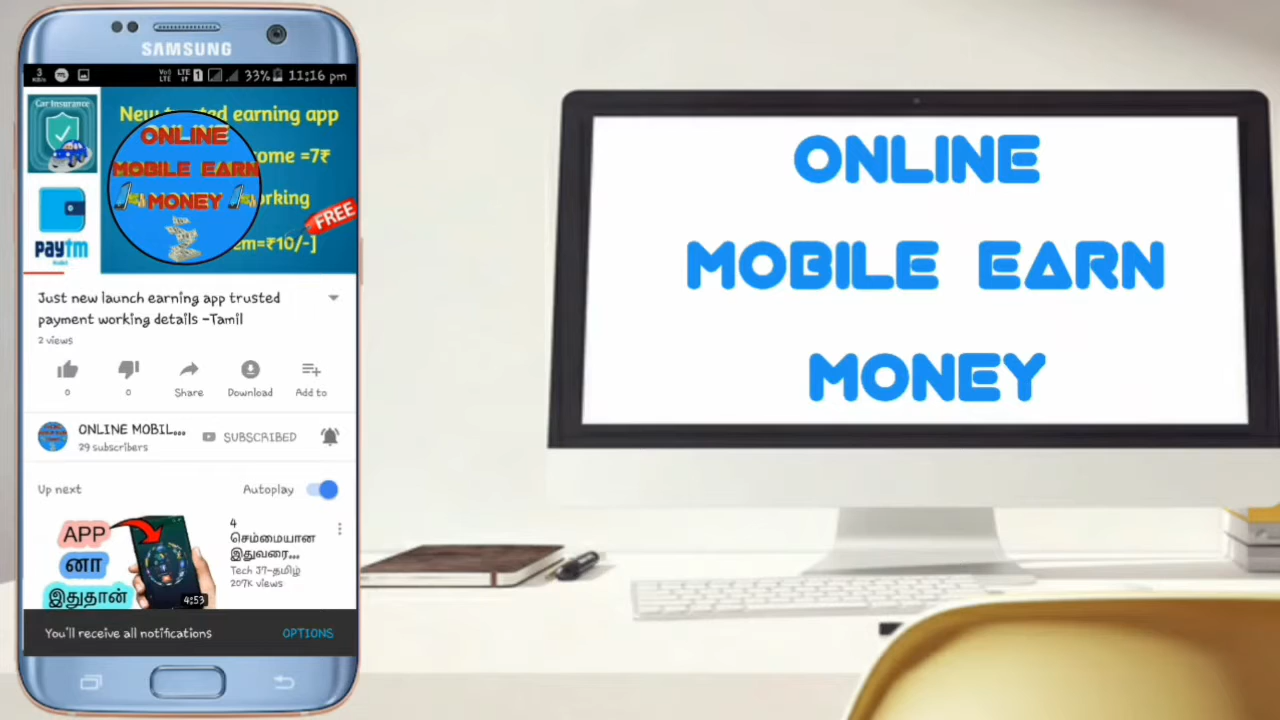 SAMSUNG
33% 11:16 pm
Car Insurance
New trusted earning app
ome =7₹
orking
em=₹10/-]
FREE
ONLINE
MOBILE EARN
MONEY
paytm
Just new launch earning app trusted
payment working details -Tamil
2 views
0
0
Share
Download
Add to
ONLINE MOBIL...
29 subscribers
SUBSCRIBED
Up next
Autoplay
APP
னா
இதுதான்
4:53
4
செம்மையான
இதுவரை...
Tech J7-தமிழ்
207K views
You'll receive all notifications
OPTIONS
ONLINE
MOBILE EARN
MONEY